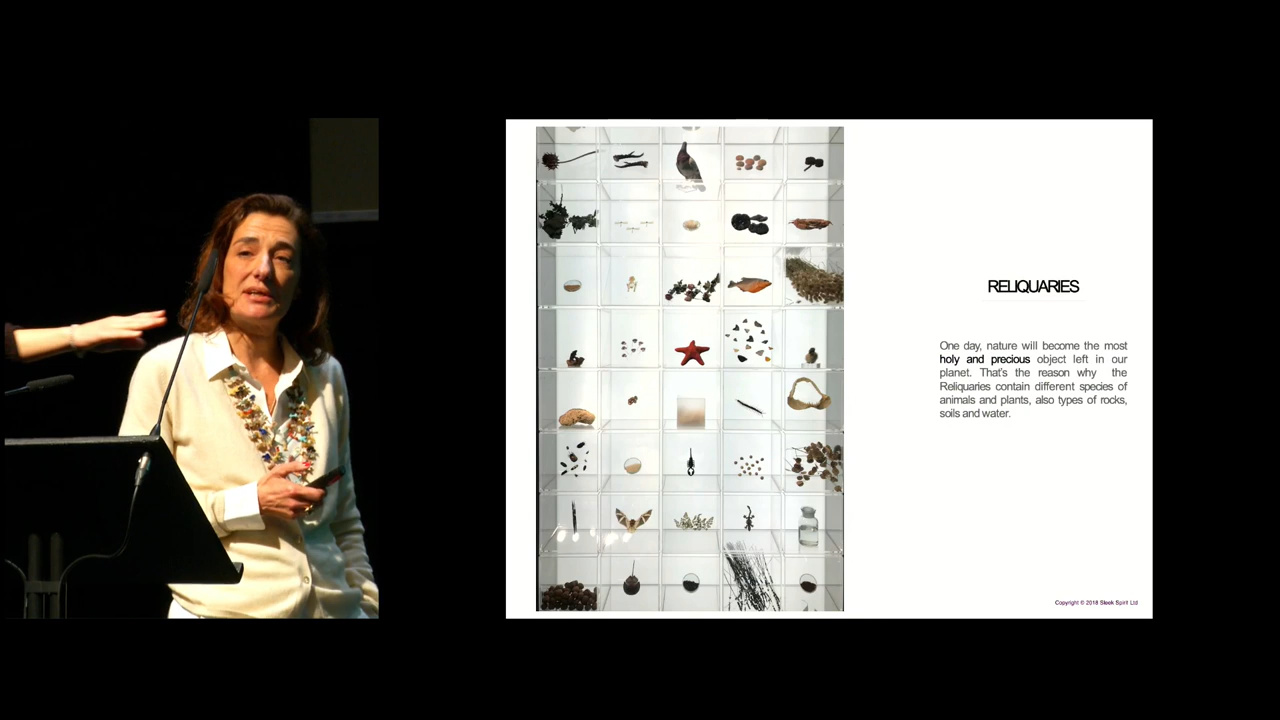 RELIQUARIES
One day, nature will become the most
holy and precious object left in our
planet. That's the reason why the
Reliquaries contain different species of
animals and plants, also types of rocks,
soils and water.
Copyright © 2018 Sleek Spirit Ltd